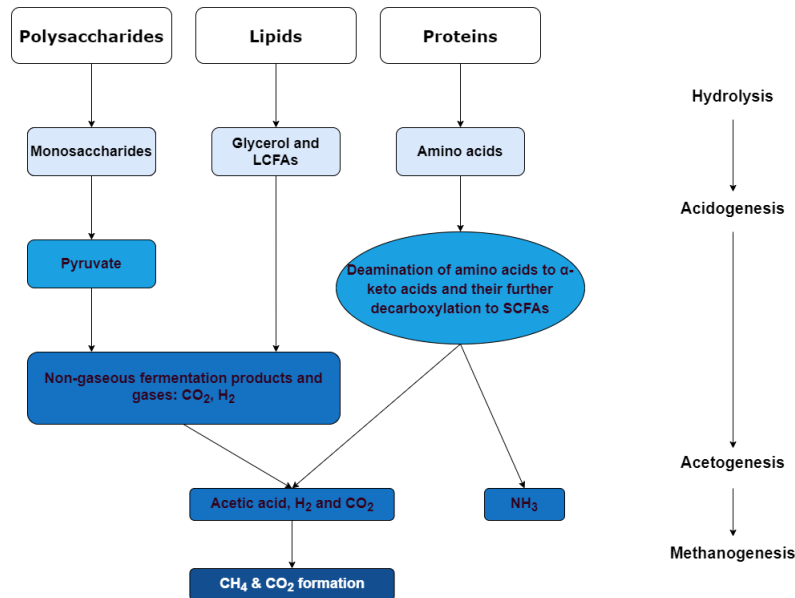 Polysaccharides
Lipids
Proteins
Hydrolysis
Monosaccharides
Glycerol and
LCFAs
Amino acids
Acidogenesis
Pyruvate
Deamination of amino acids to α-
keto acids and their further
decarboxylation to SCFAs
Non-gaseous fermentation products and
gases: CO₂, H₂
Acetogenesis
Acetic acid, H₂ and CO₂
NH₃
Methanogenesis
CH₄ & CO₂ formation